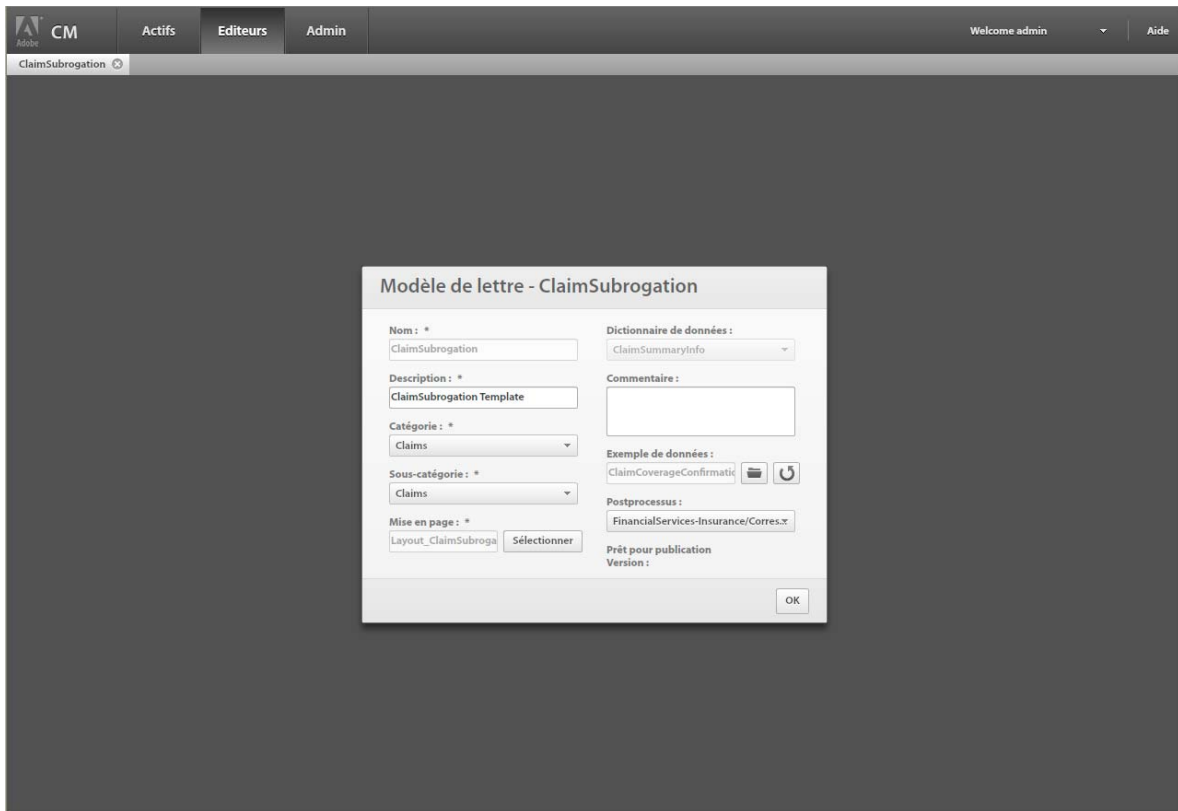 Adobe
CM
Actifs
Editeurs
Admin
Welcome admin
Aide
ClaimSubrogation
Modèle de lettre - ClaimSubrogation
Nom : *
ClaimSubrogation
Description : *
ClaimSubrogation Template
Catégorie : *
Claims
Sous-catégorie : *
Claims
Mise en page : *
Layout_ClaimSubroga
Sélectionner
Dictionnaire de données :
ClaimSummaryInfo
Commentaire :
Exemple de données :
ClaimCoverageConfirmatic
Postprocessus :
FinancialServices-Insurance/Corres...
Prêt pour publication
Version :
OK